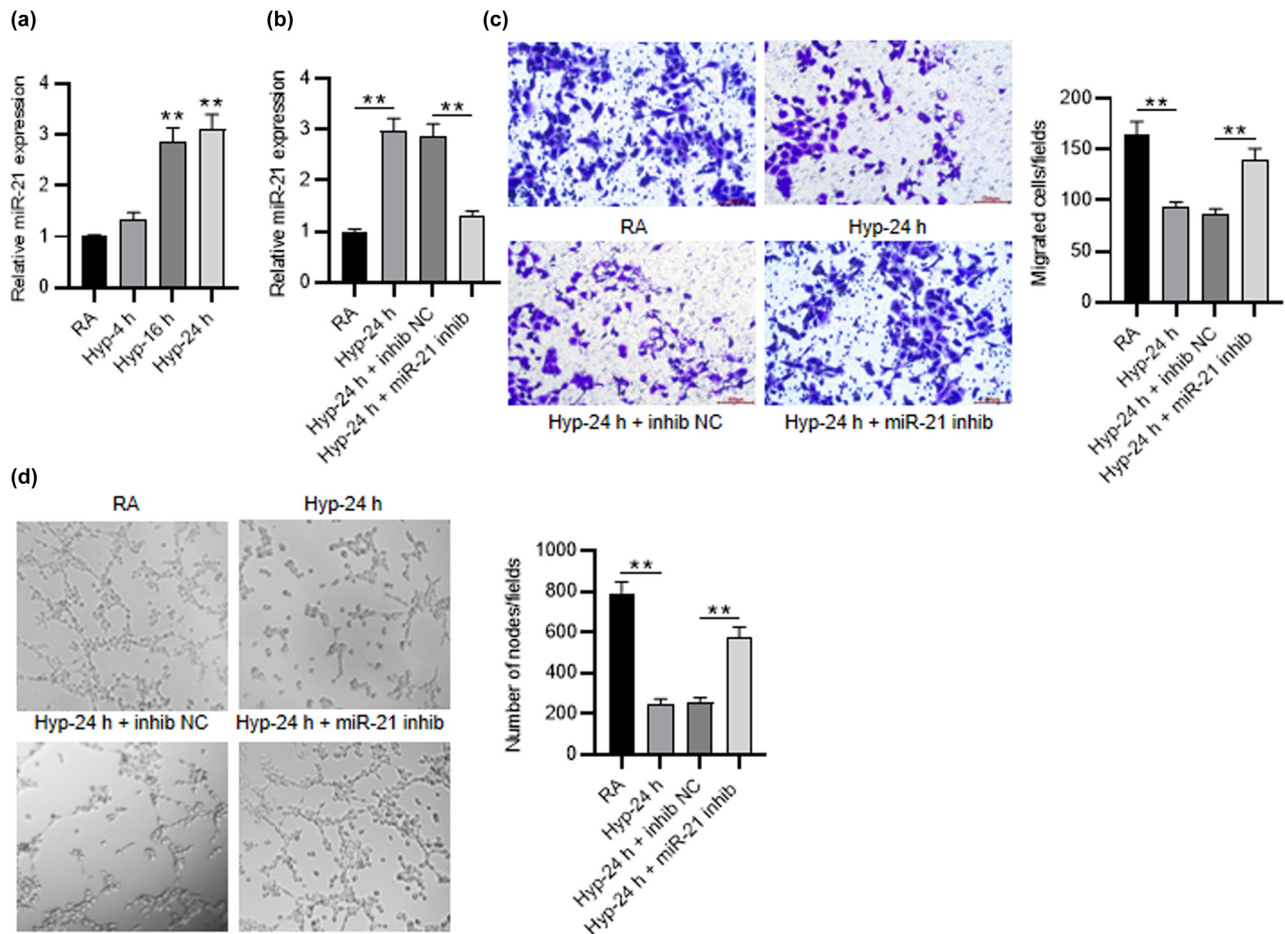 (a)
Relative miR-21 expression
4
3
2
1
0
**
**
RA
Hyp-4 h
Hyp-16 h
Hyp-24 h
(b)
Relative miR-21 expression
4
3
2
1
0
**
**
RA
Hyp-24 h
Hyp-24 h + inhib NC
Hyp-24 h + miR-21 inhib
(c)
RA
Hyp-24 h
Hyp-24 h + inhib NC
Hyp-24 h + miR-21 inhib
Migrated cells/fields
200
150
100
50
0
**
**
RA
Hyp-24 h
Hyp-24 h + inhib NC
Hyp-24 h + miR-21 inhib
(d)
RA
Hyp-24 h
Hyp-24 h + inhib NC
Hyp-24 h + miR-21 inhib
Number of nodes/fields
1000
800
600
400
200
0
**
**
RA
Hyp-24 h
Hyp-24 h + inhib NC
Hyp-24 h + miR-21 inhib